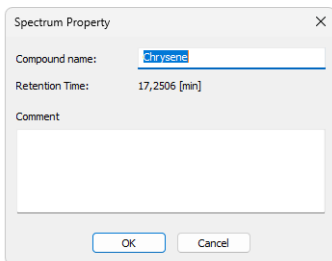 Spectrum Property
Compound name: Chrysene
Retention Time: 17,2506 [min]
Comment
OK Cancel